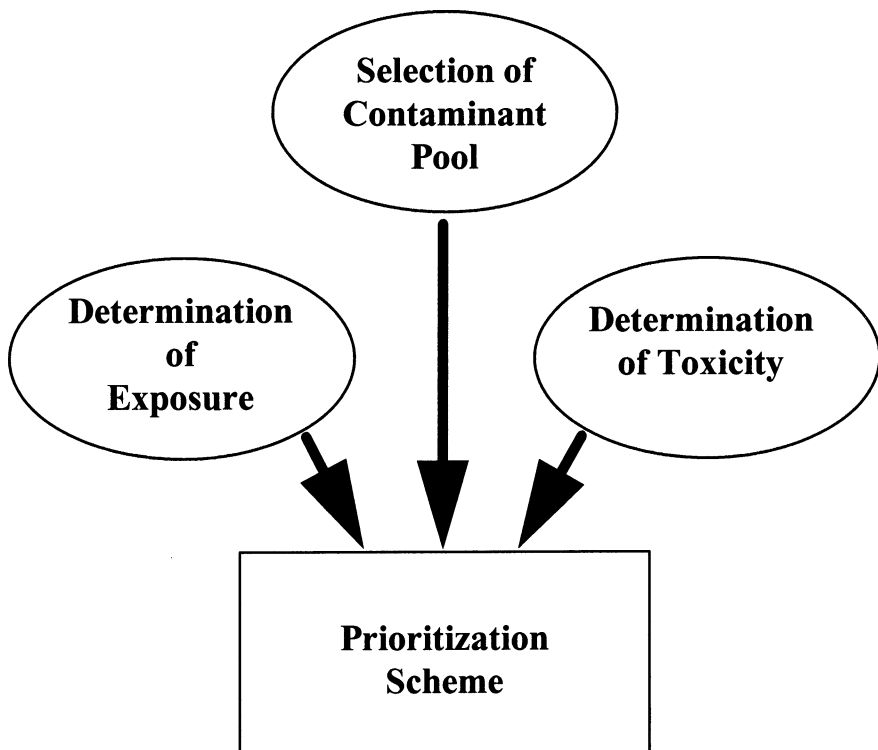 Selection of
Contaminant
Pool
Determination
of
Exposure
Determination
of Toxicity
Prioritization
Scheme